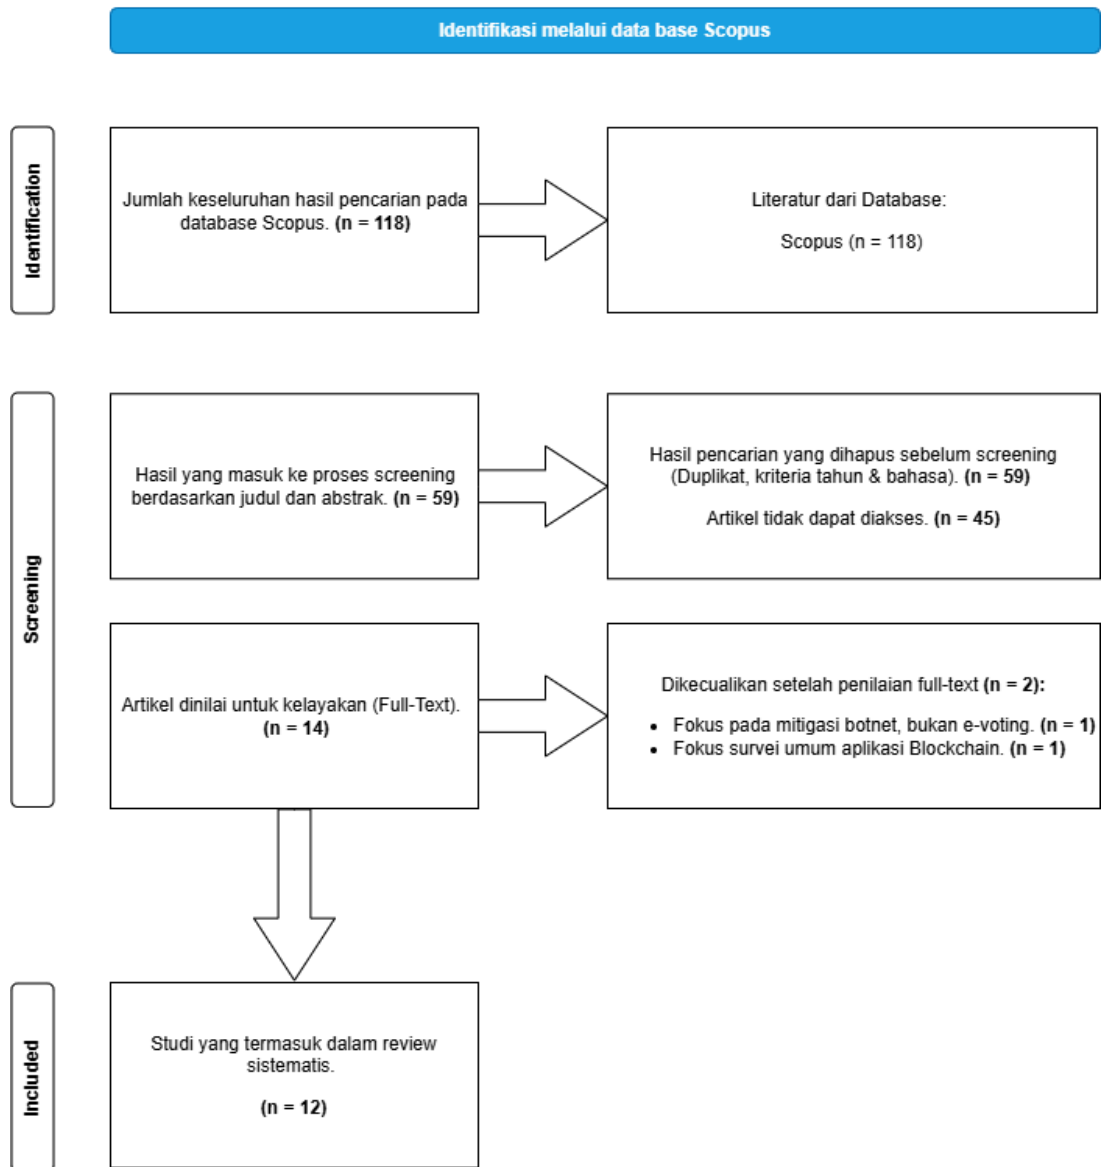 Identifikasi melalui data base Scopus
Identification
Jumlah keseluruhan hasil pencarian pada
database Scopus. (n = 118)
Literatur dari Database:
Scopus (n = 118)
Screening
Hasil yang masuk ke proses screening
berdasarkan judul dan abstrak. (n = 59)
Hasil pencarian yang dihapus sebelum screening
(Duplikat, kriteria tahun & bahasa). (n = 59)
Artikel tidak dapat diakses. (n = 45)
Artikel dinilai untuk kelayakan (Full-Text).
(n = 14)
Dikecualikan setelah penilaian full-text (n = 2):
• Fokus pada mitigasi botnet, bukan e-voting. (n = 1)
• Fokus survei umum aplikasi Blockchain. (n = 1)
Included
Studi yang termasuk dalam review
sistematis.
(n = 12)